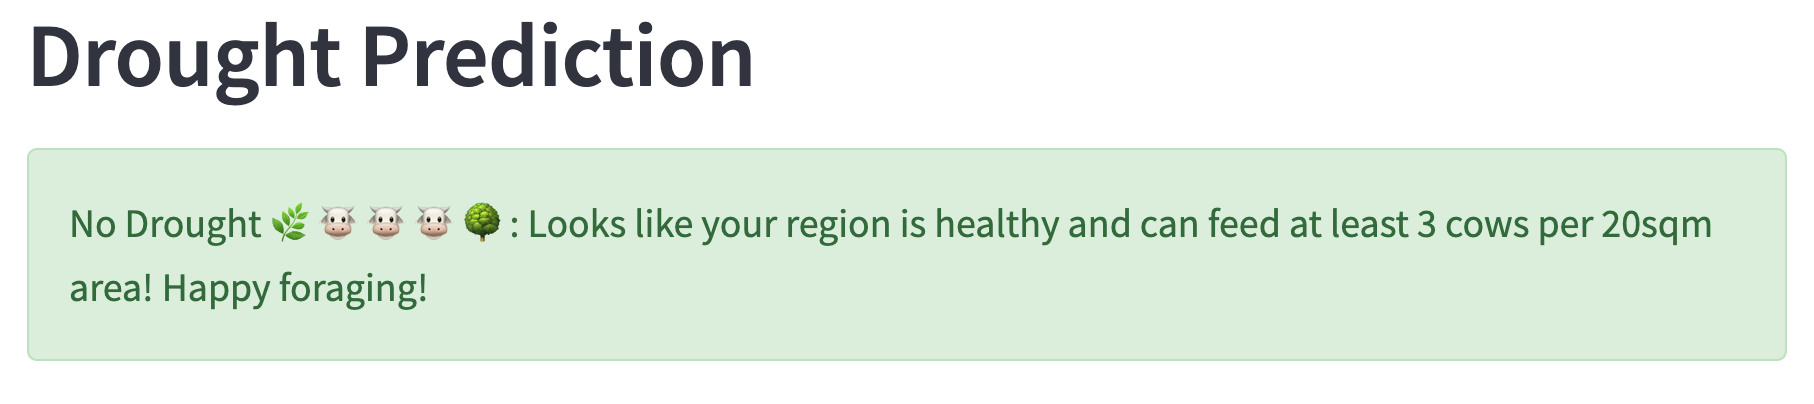 Drought Prediction
No Drought 🌿 🐮 🐮 🐮 🌳 : Looks like your region is healthy and can feed at least 3 cows per 20sqm
area! Happy foraging!